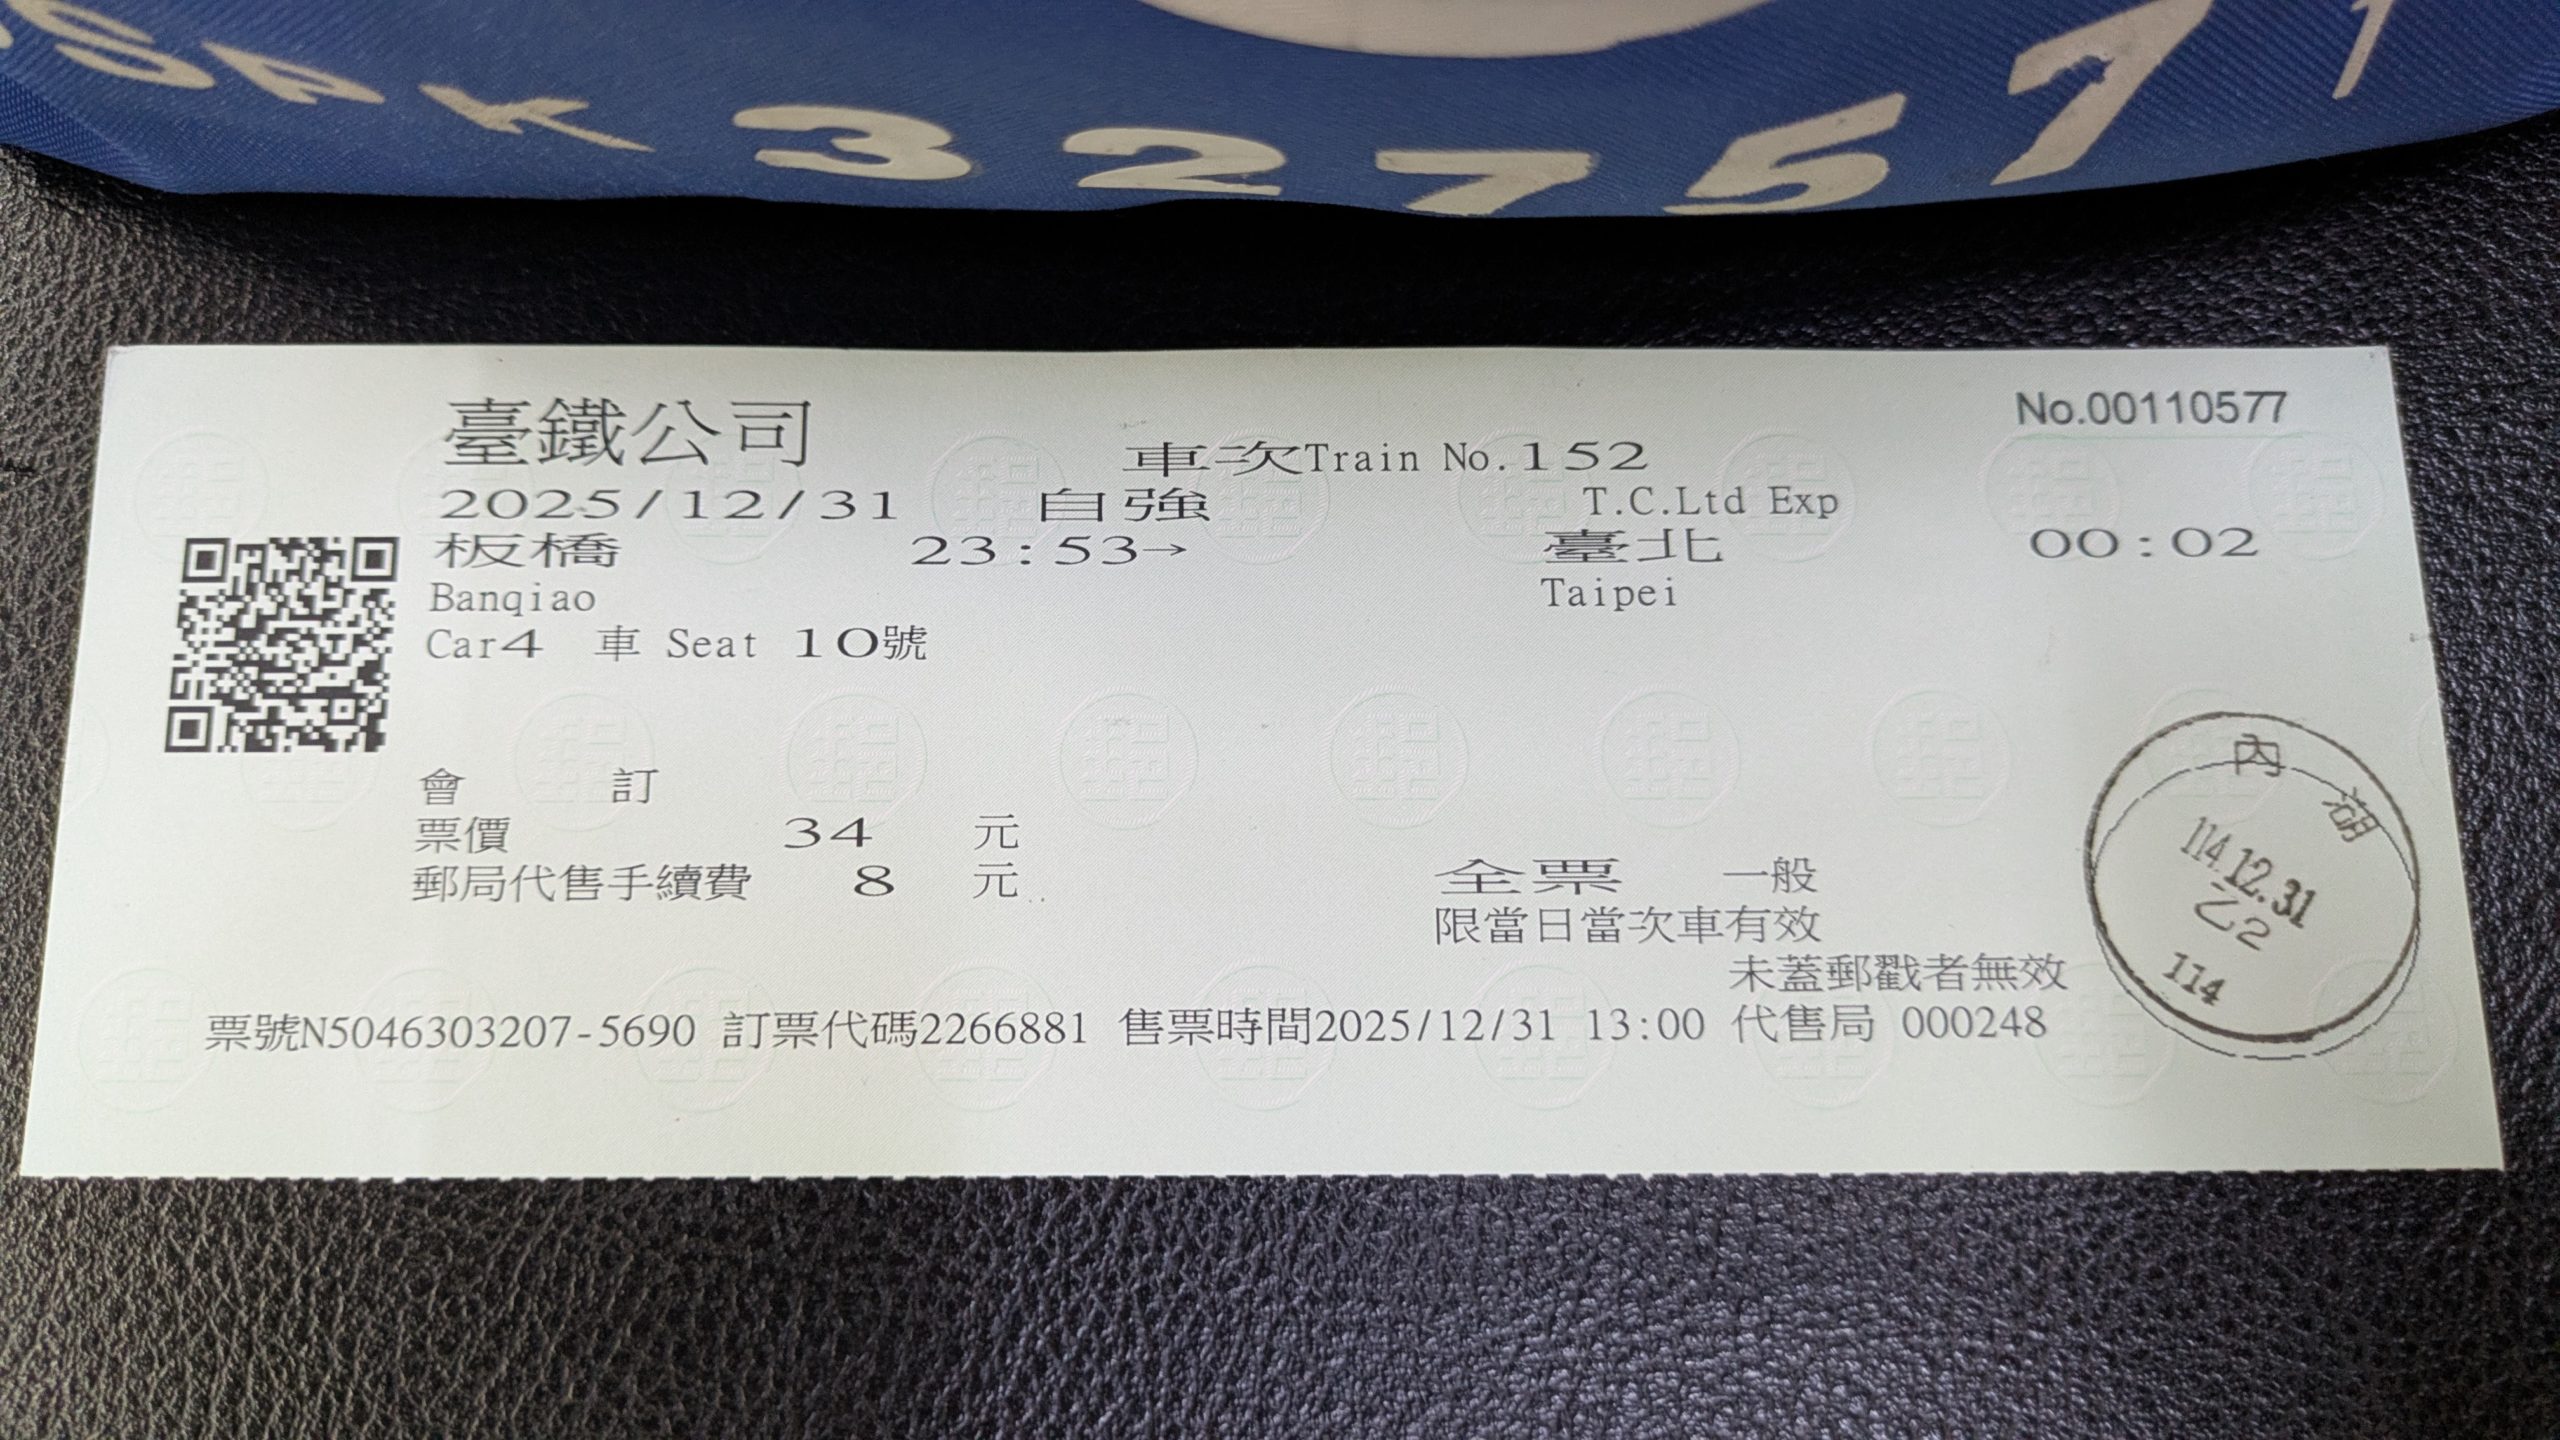 SPK 32757
臺鐵公司
車次Train No.152
No.00110577
2025/12/31 自強 T.C.Ltd Exp
板橋 23:53→ 臺北 00:02
Banqiao Taipei
Car4 車 Seat 10號
會 訂
票價 34 元
郵局代售手續費 8 元
全票 一般
限當日當次車有效
未蓋郵戳者無效
票號N5046303207-5690 訂票代碼2266881 售票時間2025/12/31 13:00 代售局 000248
內湖
114.12.31
乙2
114